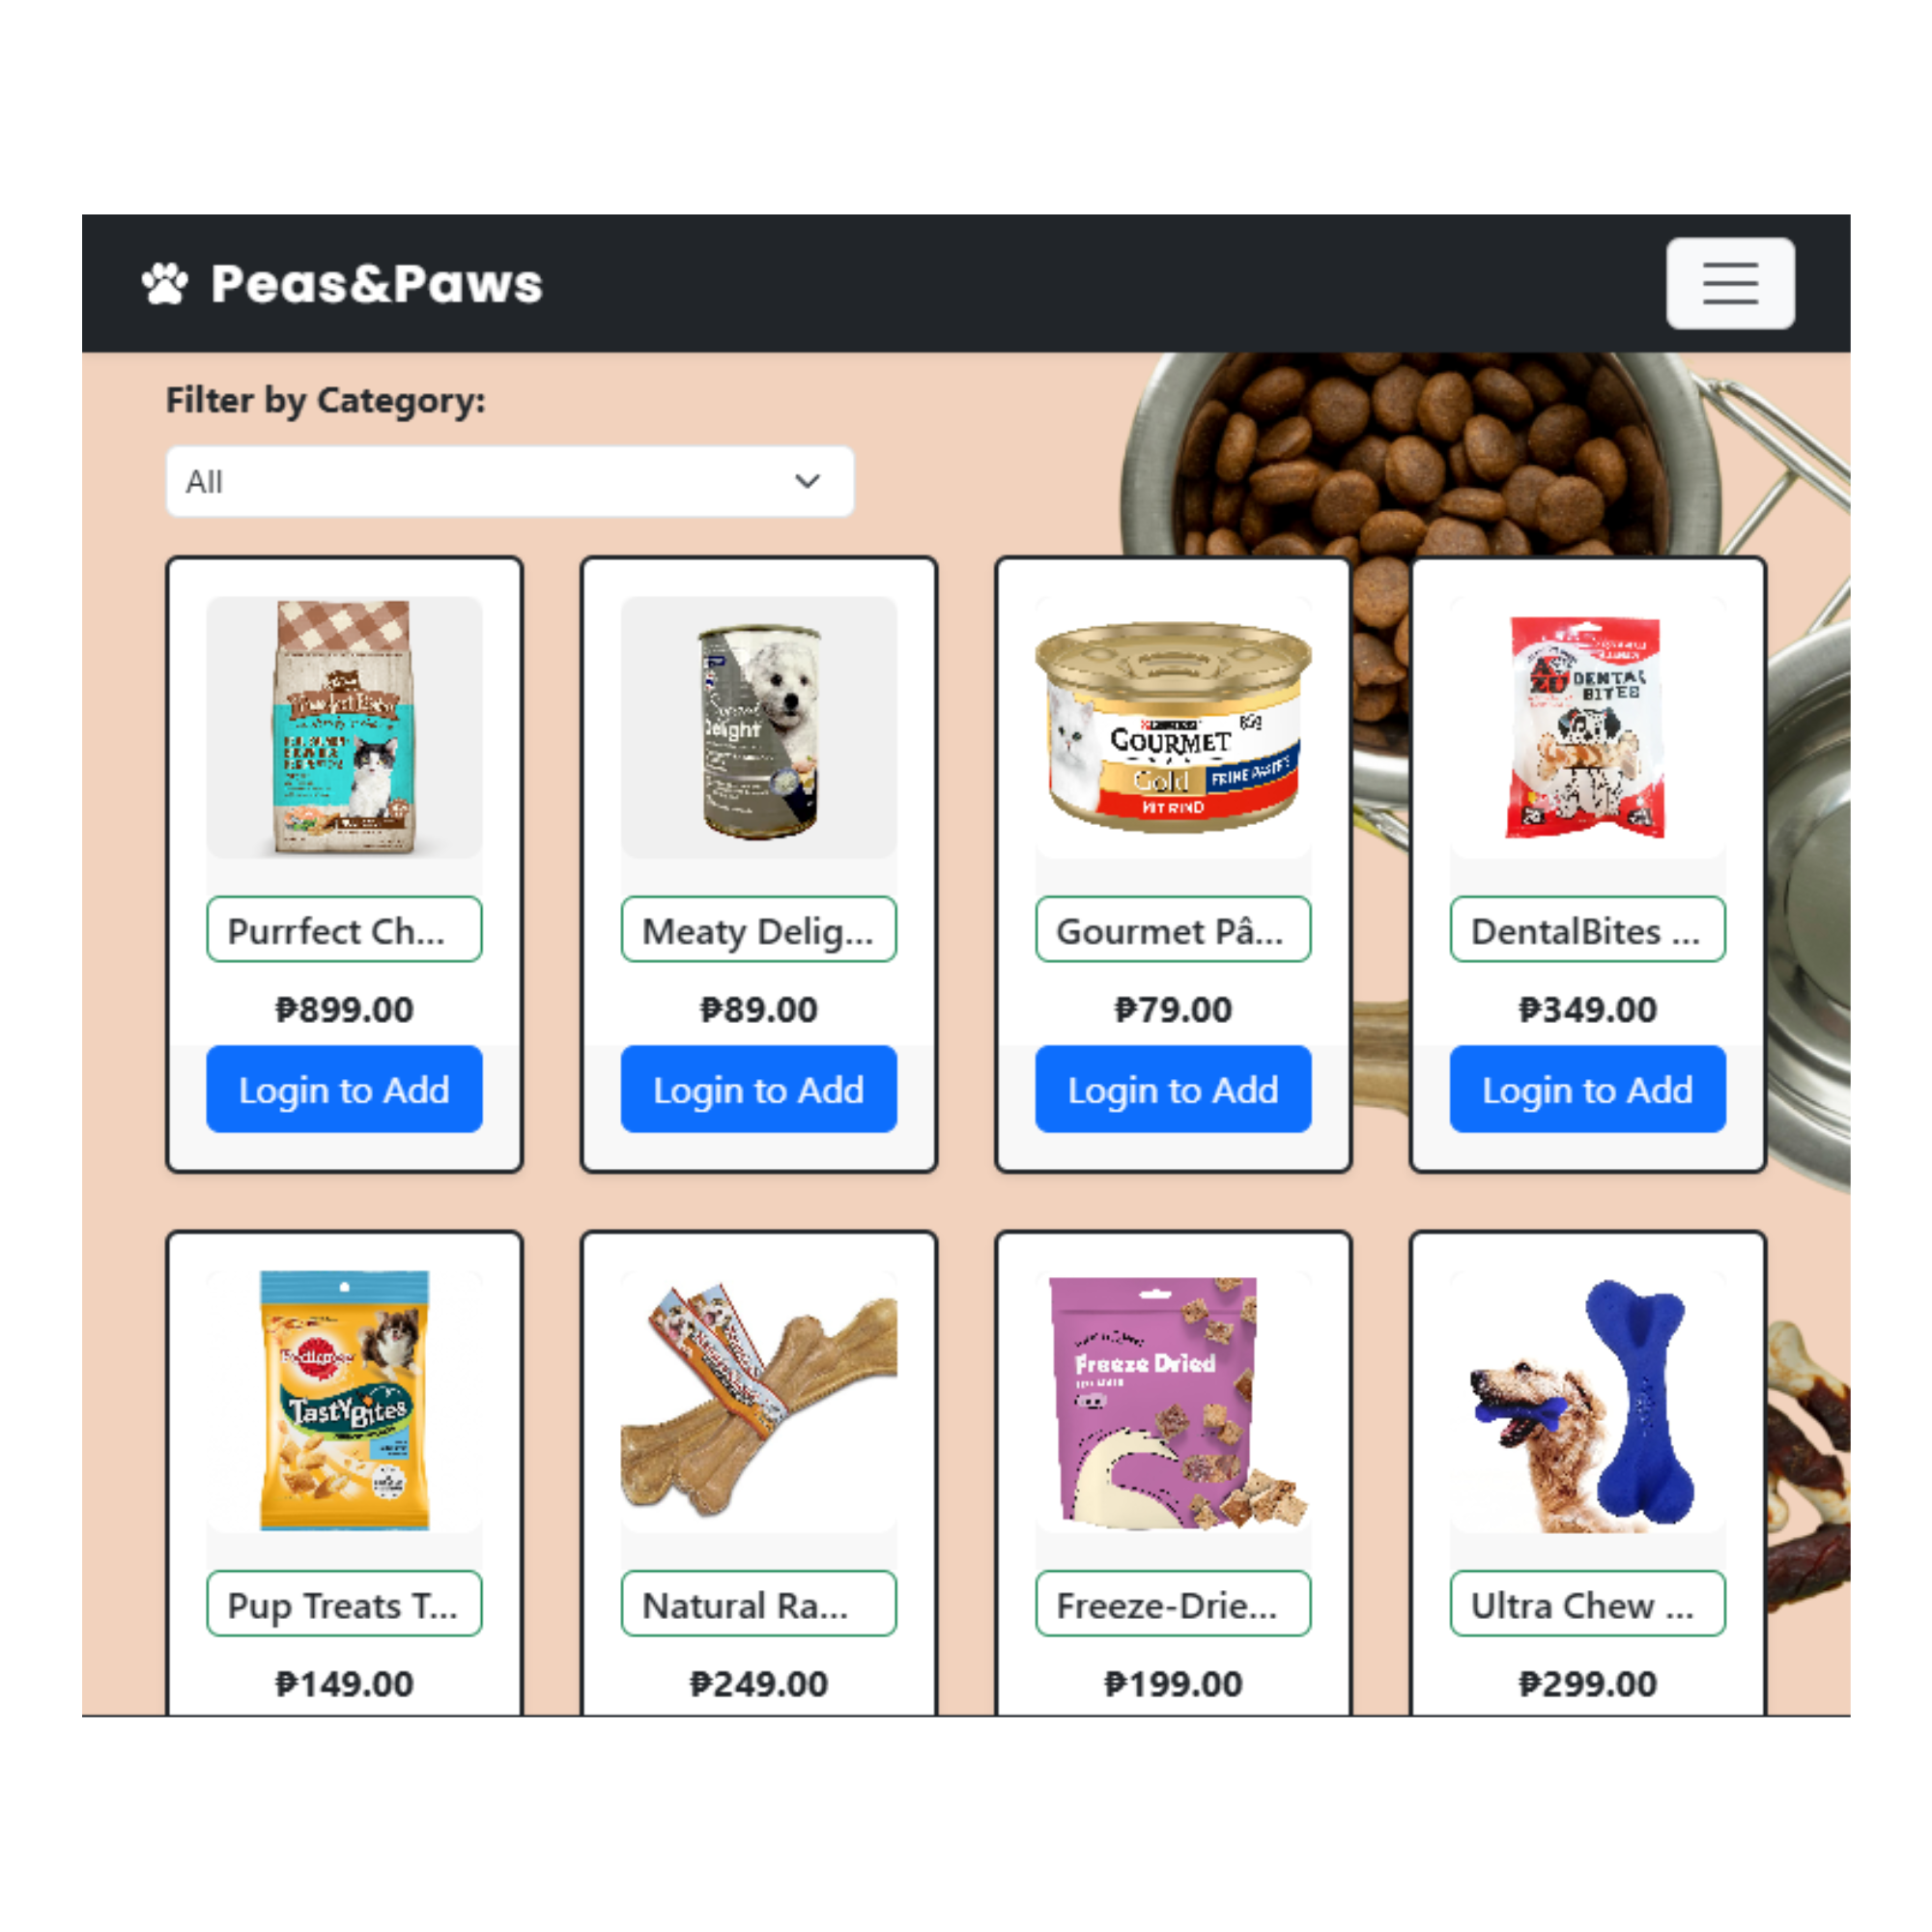 Peas&Paws
Filter by Category:
All
Delight
GOURMET
85g
Gold
MIT RIND
DENTAL
BITES
Purrfect Ch...
Meaty Delig...
Gourmet Pâ...
DentalBites ...
₱899.00
₱89.00
₱79.00
₱349.00
Login to Add
Login to Add
Login to Add
Login to Add
TastyBites
Freeze Dried
Pup Treats T...
Natural Ra...
Freeze-Drie...
Ultra Chew ...
₱149.00
₱249.00
₱199.00
₱299.00